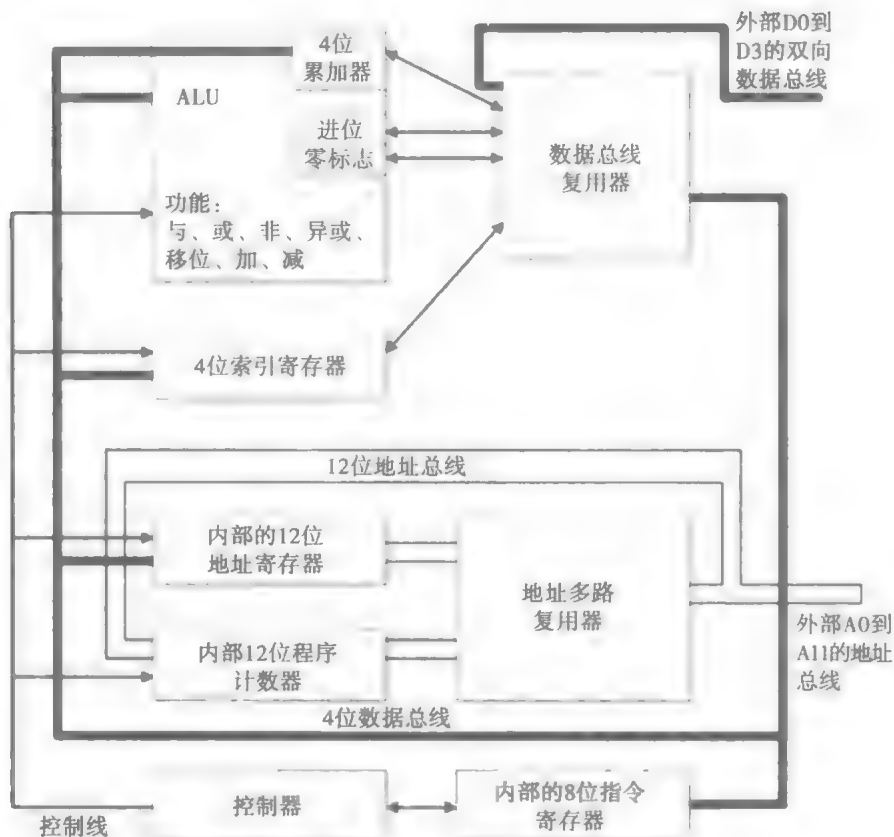 外部D0到
D3的双向
数据总线
4位
累加器
ALU
进位
零标志
数据总线
复用器
功能：
与、或、非、异或、
移位、加、减
4位索引寄存器
12位地址总线
内部的12位
地址寄存器
地址多路
复用器
内部12位程序
计数器
外部A0到
A11的地址
总线
4位数据总线
控制器
内部的8位指令
寄存器
控制线